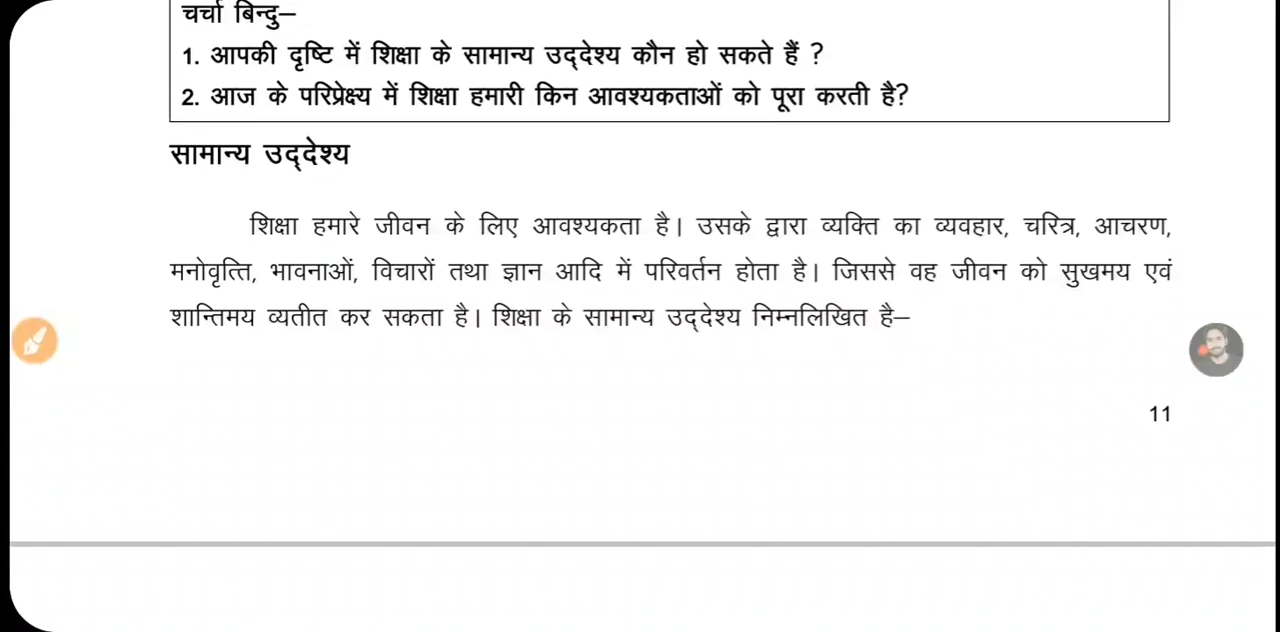 चर्चा बिन्दु–
1. आपकी दृष्टि में शिक्षा के सामान्य उद्‌देश्य कौन हो सकते हैं ?
2. आज के परिप्रेक्ष्य में शिक्षा हमारी किन आवश्यकताओं को पूरा करती है?
सामान्य उद्‌देश्य
शिक्षा हमारे जीवन के लिए आवश्यकता है। उसके द्वारा व्यक्ति का व्यवहार, चरित्र, आचरण,
मनोवृत्ति, भावनाओं, विचारों तथा ज्ञान आदि में परिवर्तन होता है। जिससे वह जीवन को सुखमय एवं
शान्तिमय व्यतीत कर सकता है। शिक्षा के सामान्य उद्‌देश्य निम्नलिखित है–
11